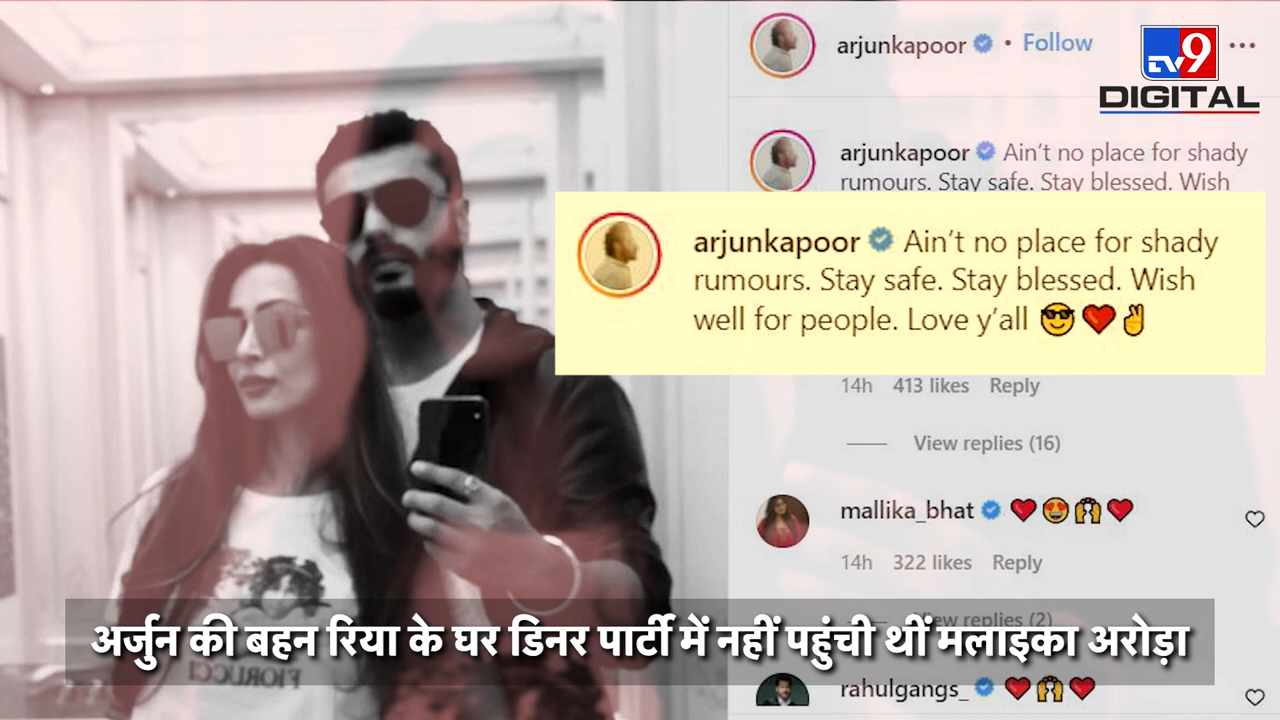 arjunkapoor • Follow
TV9
DIGITAL
arjunkapoor Ain't no place for shady
rumours. Stay safe. Stay blessed. Wish
arjunkapoor Ain't no place for shady
rumours. Stay safe. Stay blessed. Wish
well for people. Love y'all 😎❤️✌️
14h 413 likes Reply
View replies (16)
mallika_bhat ❤️😍🙌❤️
14h 322 likes Reply
View replies (2)
अर्जुन की बहन रिया के घर डिनर पार्टी में नहीं पहुंची थीं मलाइका अरोड़ा
FIORUCCI
rahulgangs_ ❤️🙌❤️